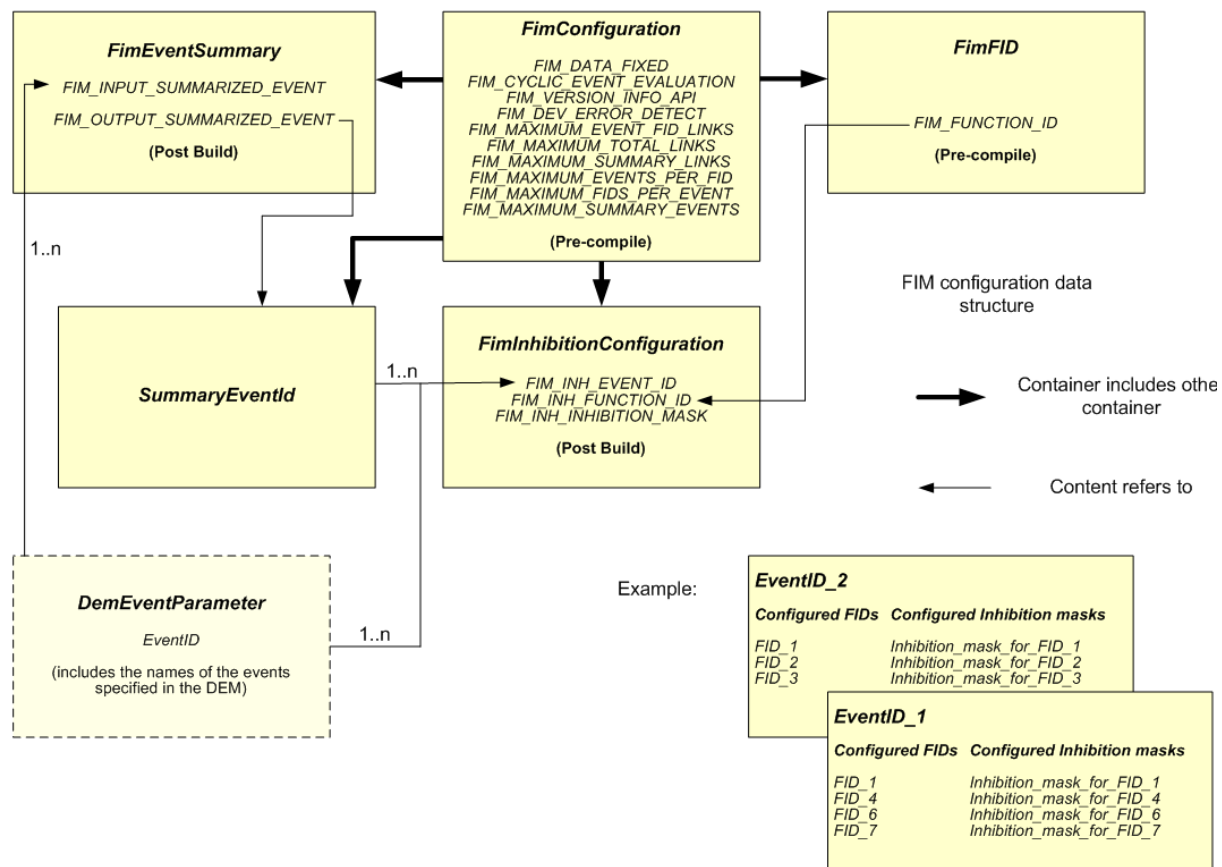 FimEventSummary
FIM_INPUT_SUMMARIZED_EVENT
FIM_OUTPUT_SUMMARIZED_EVENT
(Post Build)
FimConfiguration
FIM_DATA_FIXED
FIM_CYCLIC_EVENT_EVALUATION
FIM_VERSION_INFO_API
FIM_DEV_ERROR_DETECT
FIM_MAXIMUM_EVENT_FID_LINKS
FIM_MAXIMUM_TOTAL_LINKS
FIM_MAXIMUM_SUMMARY_LINKS
FIM_MAXIMUM_EVENTS_PER_FID
FIM_MAXIMUM_FIDS_PER_EVENT
FIM_MAXIMUM_SUMMARY_EVENTS
(Pre-compile)
FimFID
FIM_FUNCTION_ID
(Pre-compile)
1..n
SummaryEventId
1..n
FimInhibitionConfiguration
FIM_INH_EVENT_ID
FIM_INH_FUNCTION_ID
FIM_INH_INHIBITION_MASK
(Post Build)
FIM configuration data
structure
Container includes other
container
Content refers to
DemEventParameter
EventID
(includes the names of the events
specified in the DEM)
1..n
Example:
EventID_2
Configured FIDs Configured Inhibition masks
FID_1 Inhibition_mask_for_FID_1
FID_2 Inhibition_mask_for_FID_2
FID_3 Inhibition_mask_for_FID_3
EventID_1
Configured FIDs Configured Inhibition masks
FID_1 Inhibition_mask_for_FID_1
FID_4 Inhibition_mask_for_FID_4
FID_6 Inhibition_mask_for_FID_6
FID_7 Inhibition_mask_for_FID_7